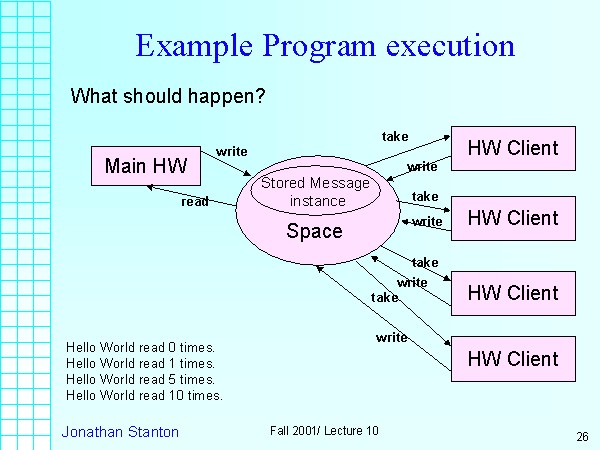 Example Program execution
What should happen?
take
HW Client
write
Main HW
write
Stored Message
instance
read
take
write
HW Client
Space
take
write
take
HW Client
write
HW Client
Hello World read 0 times.
Hello World read 1 times.
Hello World read 5 times.
Hello World read 10 times.
Jonathan Stanton
Fall 2001/ Lecture 10
26